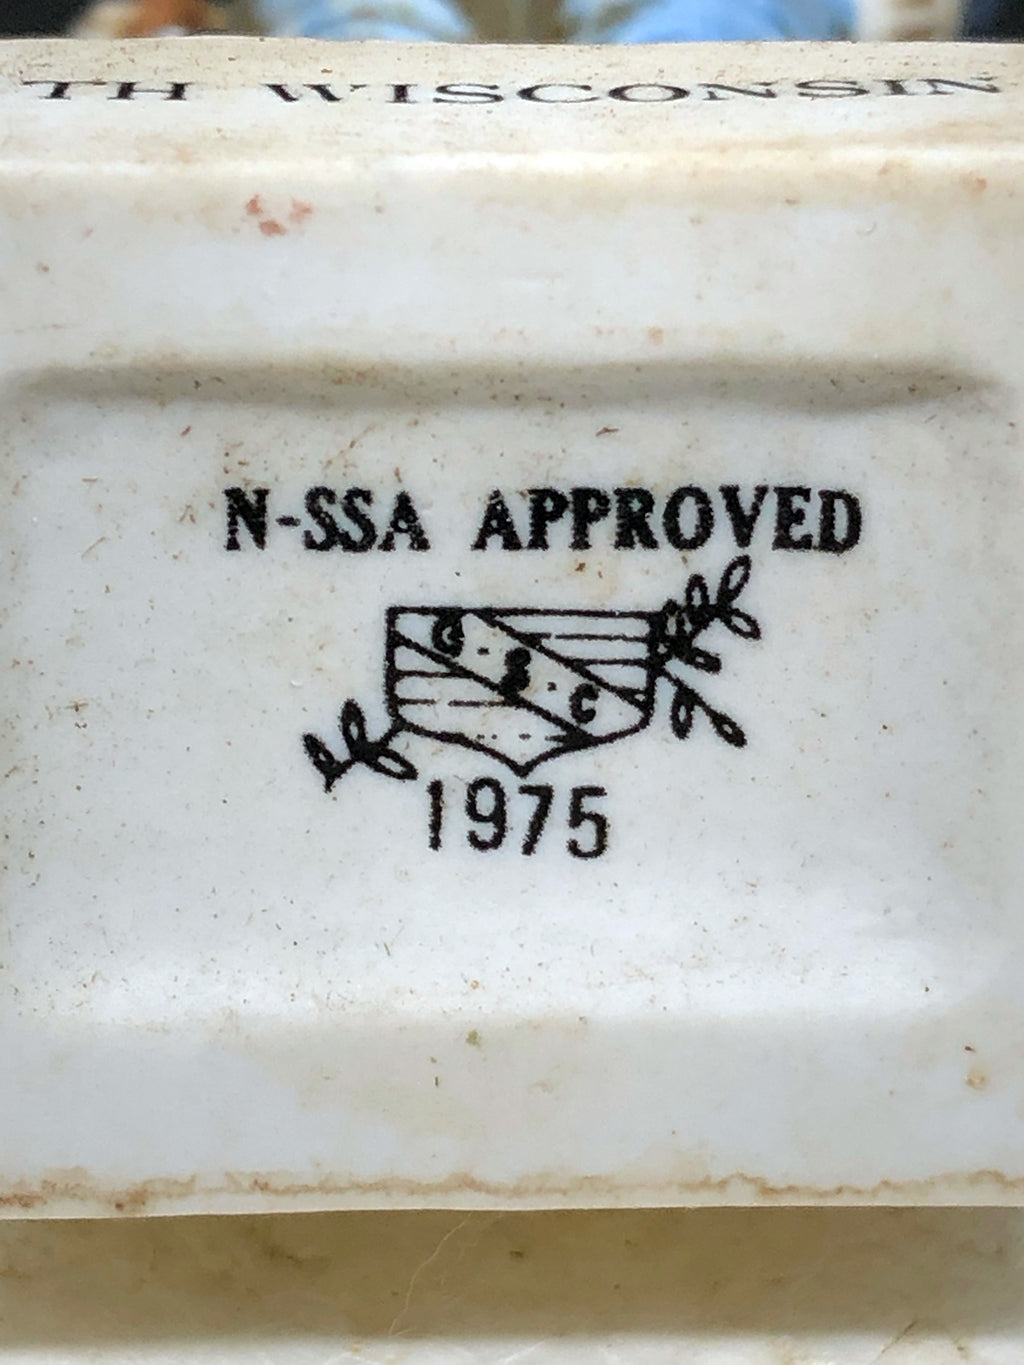 TH WISCONSIN
N-SSA APPROVED
G·S·C
1975